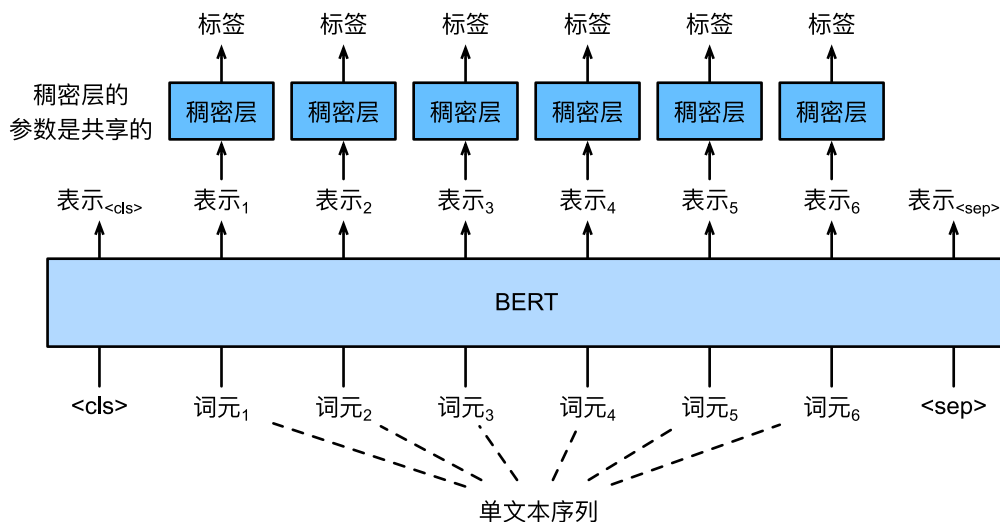 标签 标签 标签 标签 标签 标签
稠密层的
参数是共享的
稠密层 稠密层 稠密层 稠密层 稠密层 稠密层
表示<cls> 表示1 表示2 表示3 表示4 表示5 表示6 表示<sep>
BERT
<cls> 词元1 词元2 词元3 词元4 词元5 词元6 <sep>
单文本序列